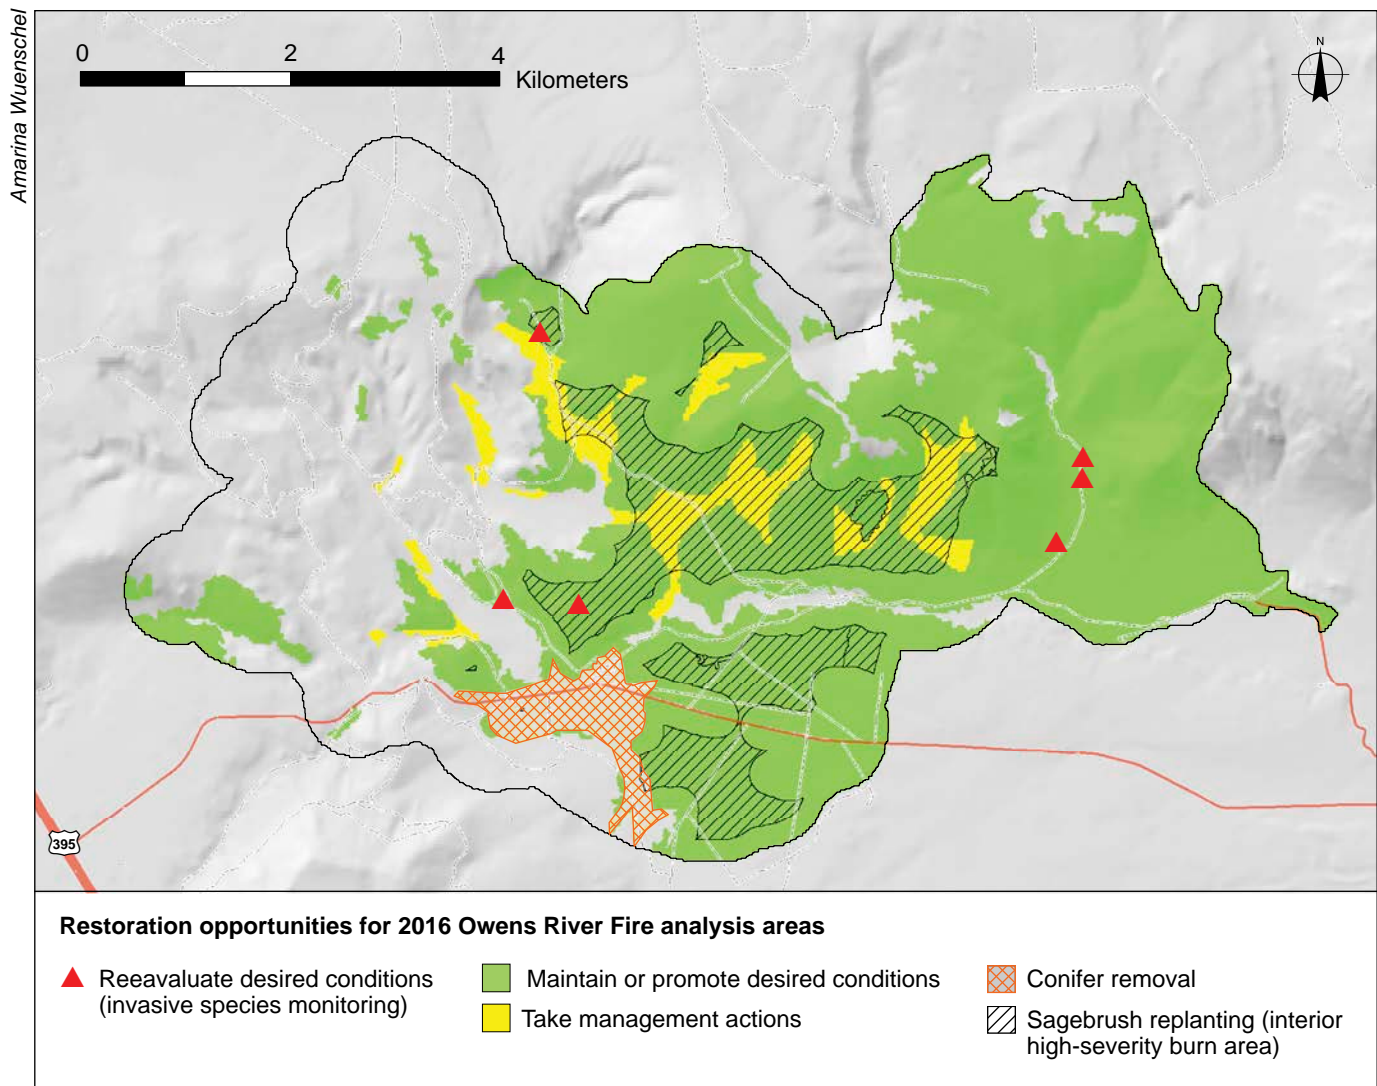 Amarina Wuenschel
0 2 4
Kilometers
N
395
Restoration opportunities for 2016 Owens River Fire analysis areas
Reeavaluate desired conditions
(invasive species monitoring)
Maintain or promote desired conditions
Take management actions
Conifer removal
Sagebrush replanting (interior
high-severity burn area)